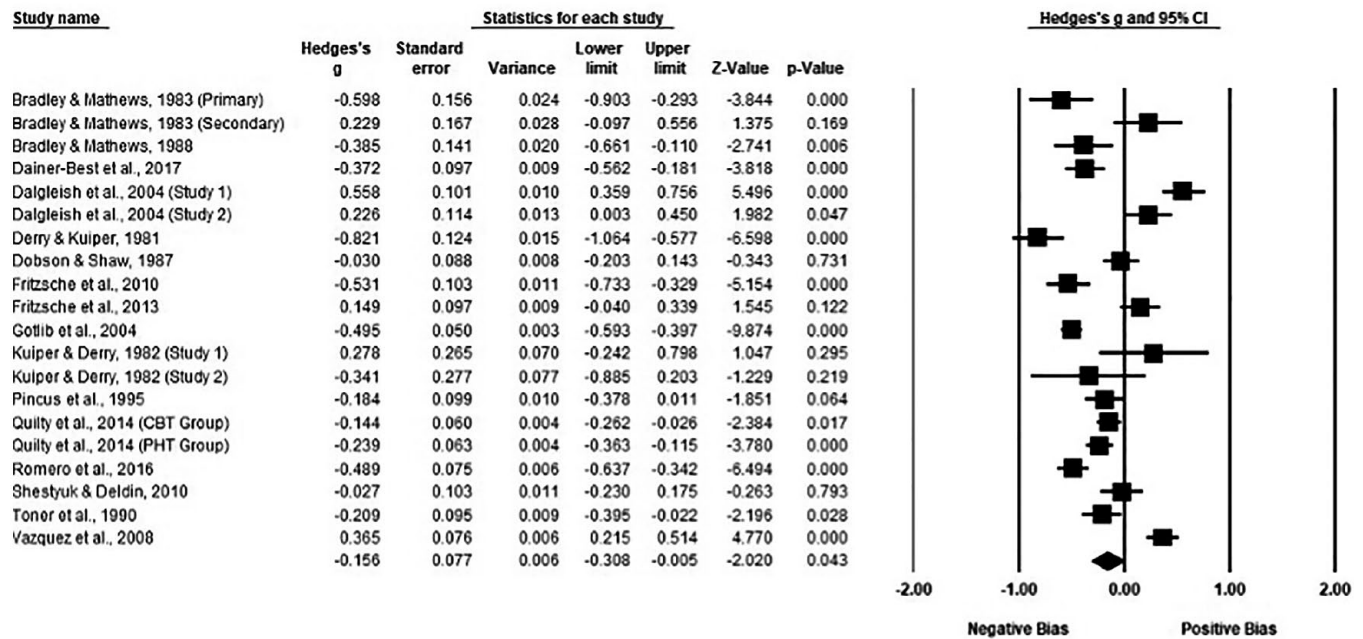 Study name Statistics for each study Hedges's g and 95% CI
Hedges's g Standard error Variance Lower limit Upper limit Z-Value p-Value
Bradley & Mathews, 1983 (Primary) -0.598 0.156 0.024 -0.903 -0.293 -3.844 0.000
Bradley & Mathews, 1983 (Secondary) 0.229 0.167 0.028 -0.097 0.556 1.375 0.169
Bradley & Mathews, 1988 -0.385 0.141 0.020 -0.661 -0.110 -2.741 0.006
Dainer-Best et al., 2017 -0.372 0.097 0.009 -0.562 -0.181 -3.818 0.000
Dalgleish et al., 2004 (Study 1) 0.558 0.101 0.010 0.359 0.756 5.496 0.000
Dalgleish et al., 2004 (Study 2) 0.226 0.114 0.013 0.003 0.450 1.982 0.047
Derry & Kuiper, 1981 -0.821 0.124 0.015 -1.064 -0.577 -6.598 0.000
Dobson & Shaw, 1987 -0.030 0.088 0.008 -0.203 0.143 -0.343 0.731
Fritzsche et al., 2010 -0.531 0.103 0.011 -0.733 -0.329 -5.154 0.000
Fritzsche et al., 2013 0.149 0.097 0.009 -0.040 0.339 1.545 0.122
Gotlib et al., 2004 -0.495 0.050 0.003 -0.593 -0.397 -9.874 0.000
Kuiper & Derry, 1982 (Study 1) 0.278 0.265 0.070 -0.242 0.798 1.047 0.295
Kuiper & Derry, 1982 (Study 2) -0.341 0.277 0.077 -0.885 0.203 -1.229 0.219
Pincus et al., 1995 -0.184 0.099 0.010 -0.378 0.011 -1.851 0.064
Quilty et al., 2014 (CBT Group) -0.144 0.060 0.004 -0.262 -0.026 -2.384 0.017
Quilty et al., 2014 (PHT Group) -0.239 0.063 0.004 -0.363 -0.115 -3.780 0.000
Romero et al., 2016 -0.489 0.075 0.006 -0.637 -0.342 -6.494 0.000
Shestyuk & Deldin, 2010 -0.027 0.103 0.011 -0.230 0.175 -0.263 0.793
Toner et al., 1990 -0.209 0.095 0.009 -0.395 -0.022 -2.196 0.028
Vazquez et al., 2008 0.365 0.076 0.006 0.215 0.514 4.770 0.000
-0.156 0.077 0.006 -0.308 -0.005 -2.020 0.043
-2.00 -1.00 0.00 1.00 2.00
Negative Bias Positive Bias